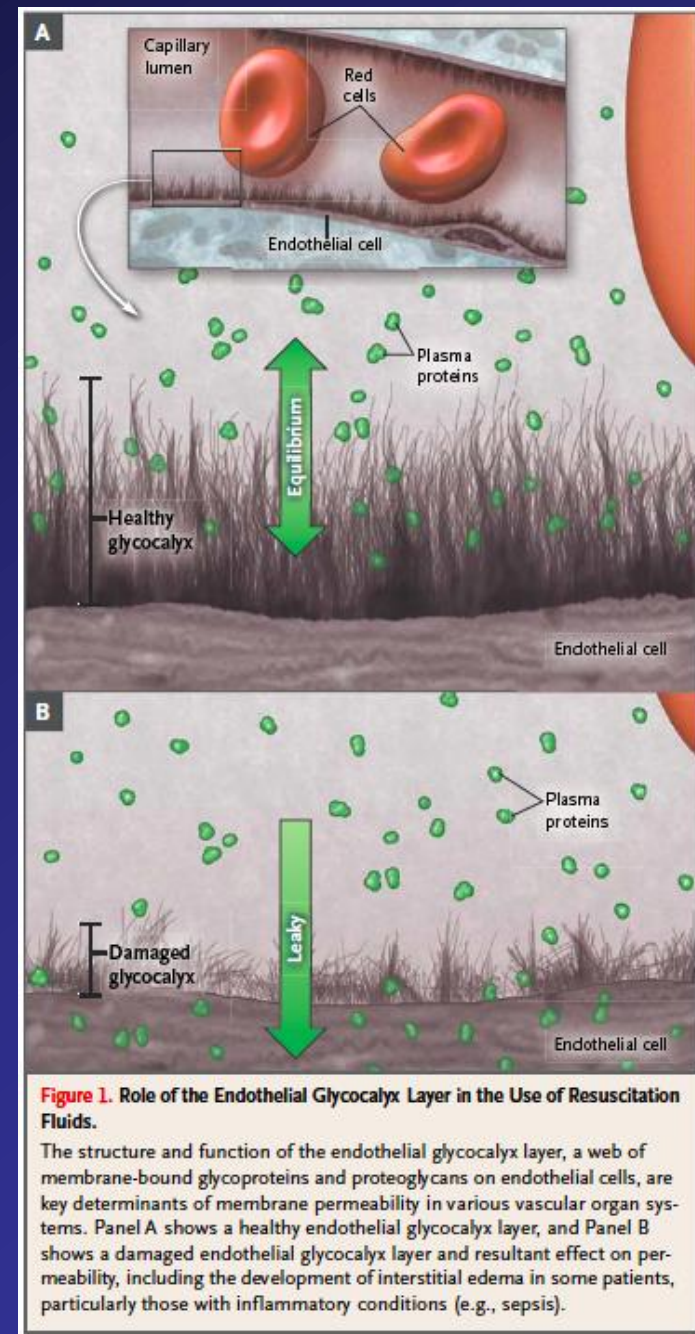 A
Capillary
lumen
Red
cells
Endothelial cell
Plasma
proteins
Equilibrium
Healthy
glycocalyx
Endothelial cell
B
Plasma
proteins
Leaky
Damaged
glycocalyx
Endothelial cell
Figure 1. Role of the Endothelial Glycocalyx Layer in the Use of Resuscitation
Fluids.
The structure and function of the endothelial glycocalyx layer, a web of
membrane-bound glycoproteins and proteoglycans on endothelial cells, are
key determinants of membrane permeability in various vascular organ sys-
tems. Panel A shows a healthy endothelial glycocalyx layer, and Panel B
shows a damaged endothelial glycocalyx layer and resultant effect on per-
meability, including the development of interstitial edema in some patients,
particularly those with inflammatory conditions (e.g., sepsis).